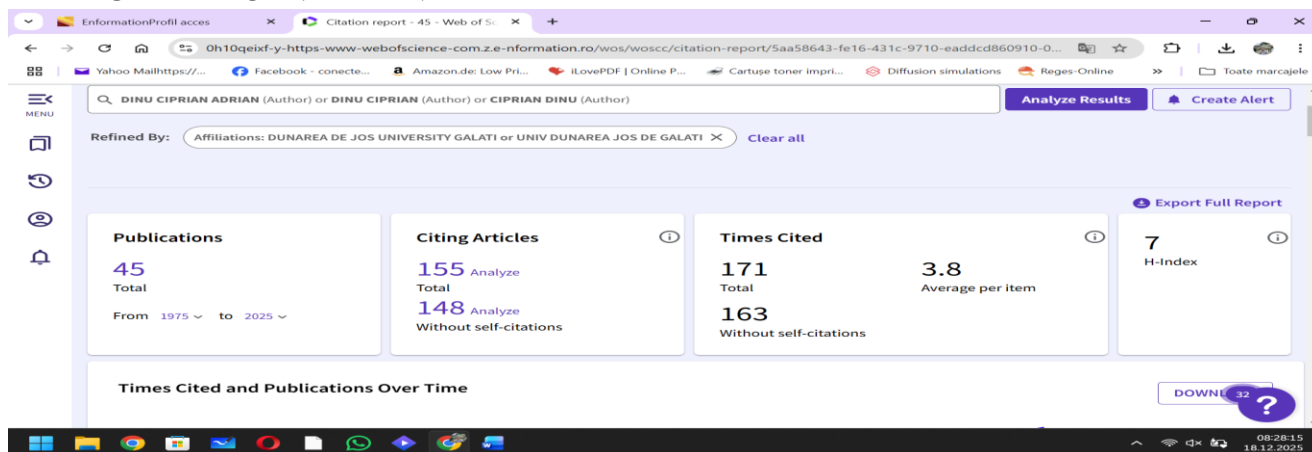 EnformationProfil acces
Citation report - 45 - Web of Sc
0h10qeixf-y-https-www-webofscience-com.z.e-nformation.ro/wos/woscc/citation-report/5aa58643-fe16-431c-9710-eaddcd860910-0...
Yahoo Mailhttps://... Facebook - conecte... Amazon.de: Low Pri... iLovePDF | Online P... Cartușe toner impri... Diffusion simulations Reges-Online » Toate marcajele
MENU
DINU CIPRIAN ADRIAN (Author) or DINU CIPRIAN (Author) or CIPRIAN DINU (Author)
Analyze Results
Create Alert
Refined By: Affiliations: DUNAREA DE JOS UNIVERSITY GALATI or UNIV DUNAREA JOS DE GALATI Clear all
Export Full Report
Publications
45
Total
From 1975 to 2025
Citing Articles
155 Analyze
Total
148 Analyze
Without self-citations
Times Cited
171
Total
3.8
Average per item
163
Without self-citations
7
H-Index
Times Cited and Publications Over Time
DOWNL
32
?
08:28:15
18.12.2025